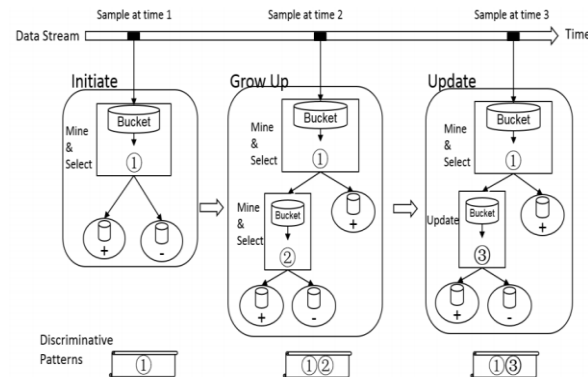 Sample at time 1
Sample at time 2
Sample at time 3
Data Stream
Time
Initiate
Grow Up
Update
Bucket
Mine
&
Select
①
+
-
Bucket
Mine
&
Select
①
Bucket
Mine
&
Select
②
+
+
-
Bucket
Mine
&
Select
①
Bucket
Update
③
+
+
-
Discriminative
Patterns
①
①②
①③